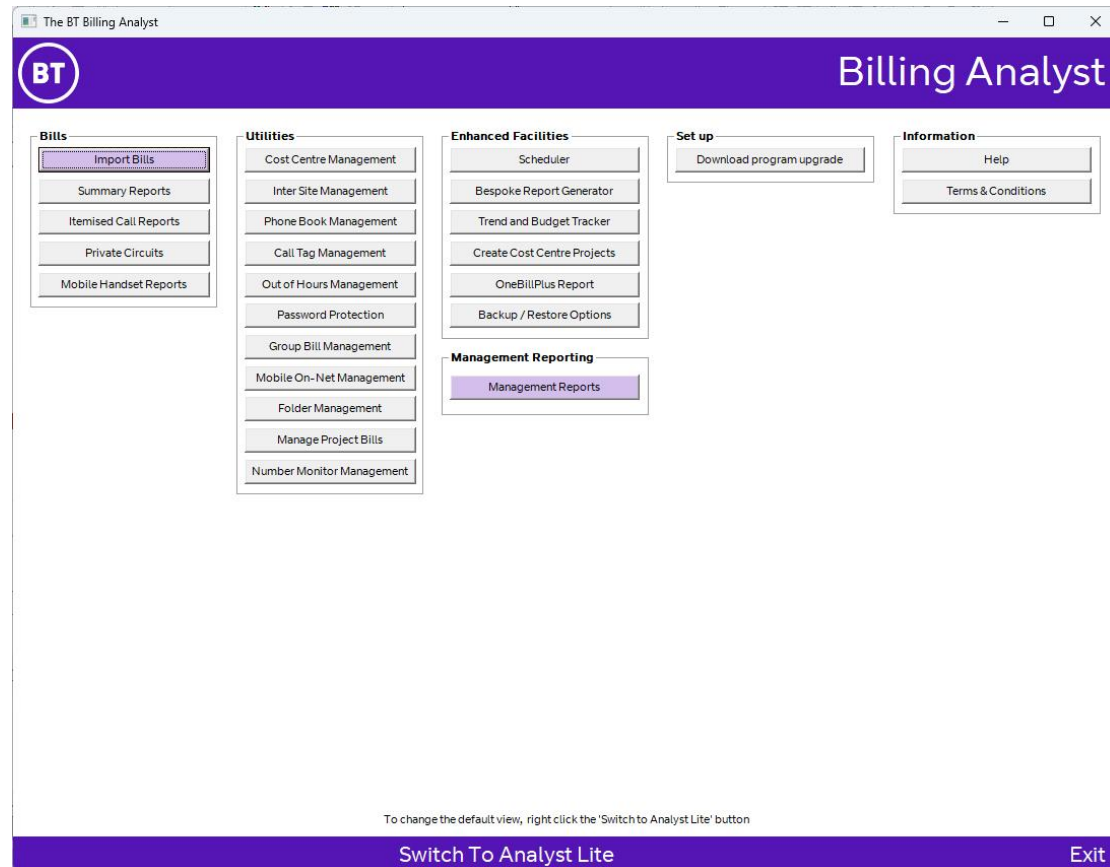 The BT Billing Analyst
BT
Billing Analyst
Bills
Import Bills
Summary Reports
Itemised Call Reports
Private Circuits
Mobile Handset Reports
Utilities
Cost Centre Management
Inter Site Management
Phone Book Management
Call Tag Management
Out of Hours Management
Password Protection
Group Bill Management
Mobile On-Net Management
Folder Management
Manage Project Bills
Number Monitor Management
Enhanced Facilities
Scheduler
Bespoke Report Generator
Trend and Budget Tracker
Create Cost Centre Projects
OneBillPlus Report
Backup / Restore Options
Management Reporting
Management Reports
Set up
Download program upgrade
Information
Help
Terms & Conditions
To change the default view, right click the 'Switch to Analyst Lite' button
Switch To Analyst Lite
Exit